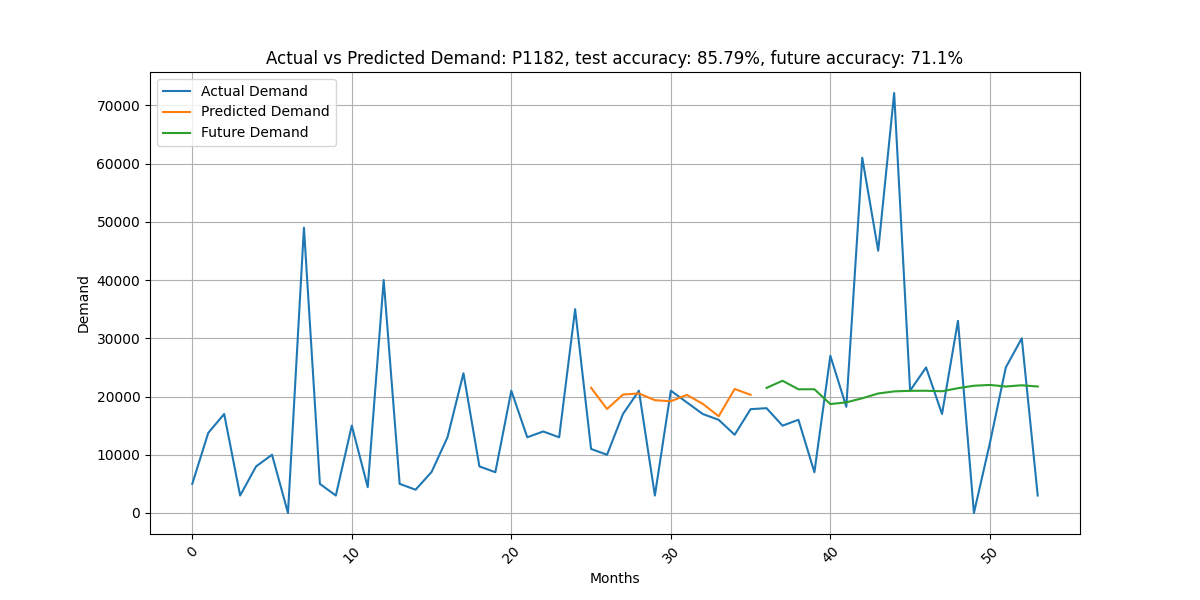 Actual vs Predicted Demand: P1182, test accuracy: 85.79%, future accuracy: 71.1%
Actual Demand
Predicted Demand
Future Demand
70000
60000
50000
40000
30000
20000
10000
0
Demand
0
10
20
30
40
50
Months